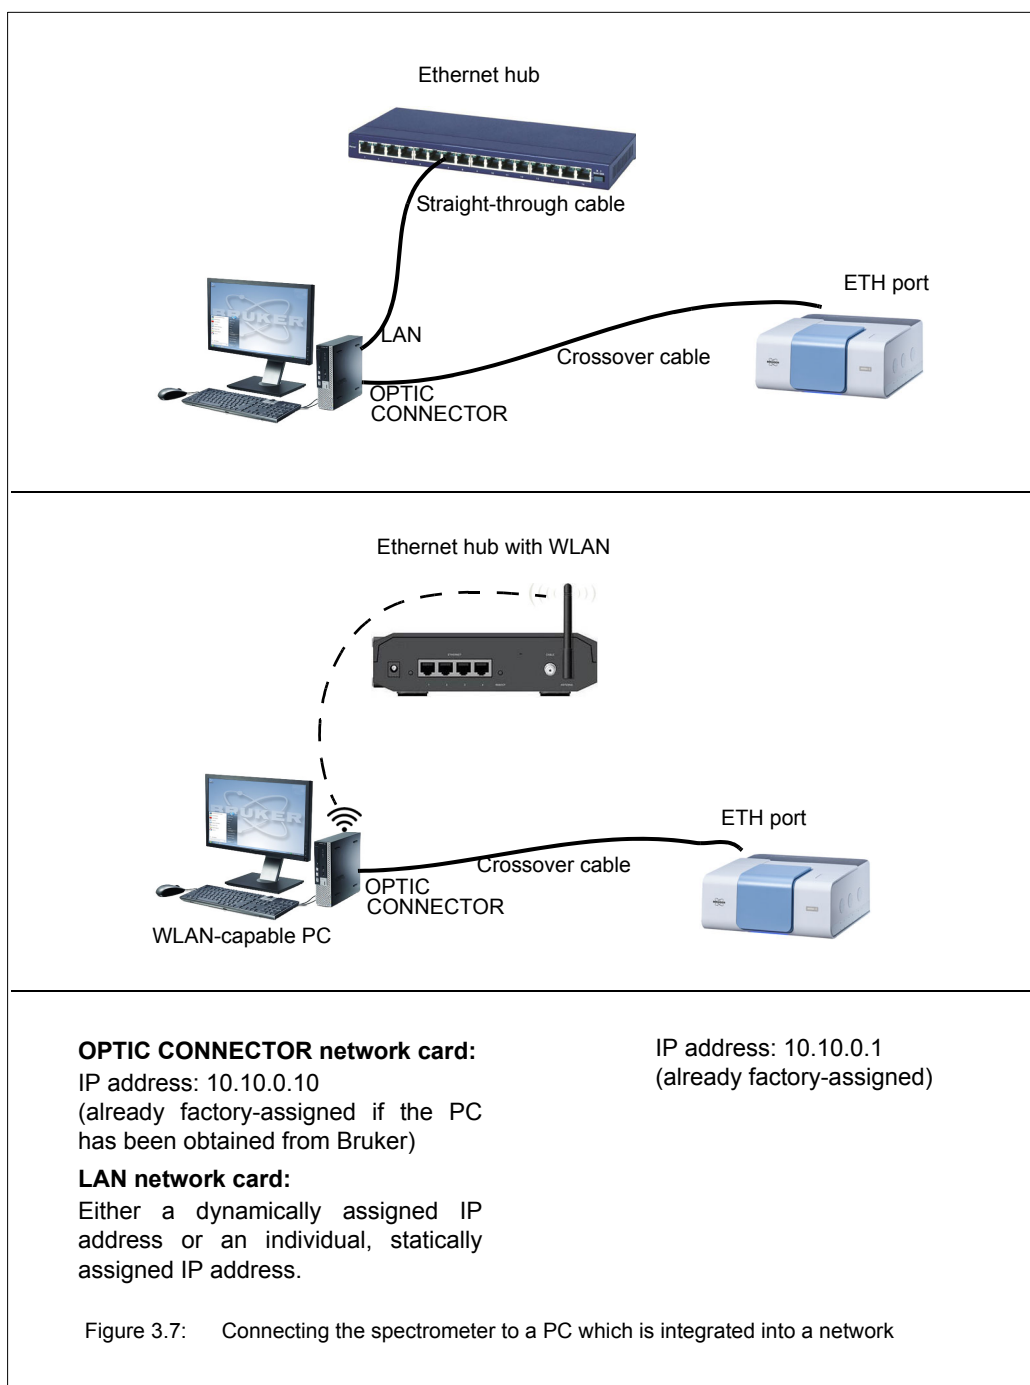 Ethernet hub
Straight-through cable
ETH port
BRUKER
LAN
Crossover cable
OPTIC
CONNECTOR
Ethernet hub with WLAN
ETH port
BRUKER
Crossover cable
OPTIC
CONNECTOR
WLAN-capable PC
OPTIC CONNECTOR network card:
IP address: 10.10.0.10
(already factory-assigned if the PC
has been obtained from Bruker)
LAN network card:
Either a dynamically assigned IP
address or an individual, statically
assigned IP address.
IP address: 10.10.0.1
(already factory-assigned)
Figure 3.7: Connecting the spectrometer to a PC which is integrated into a network